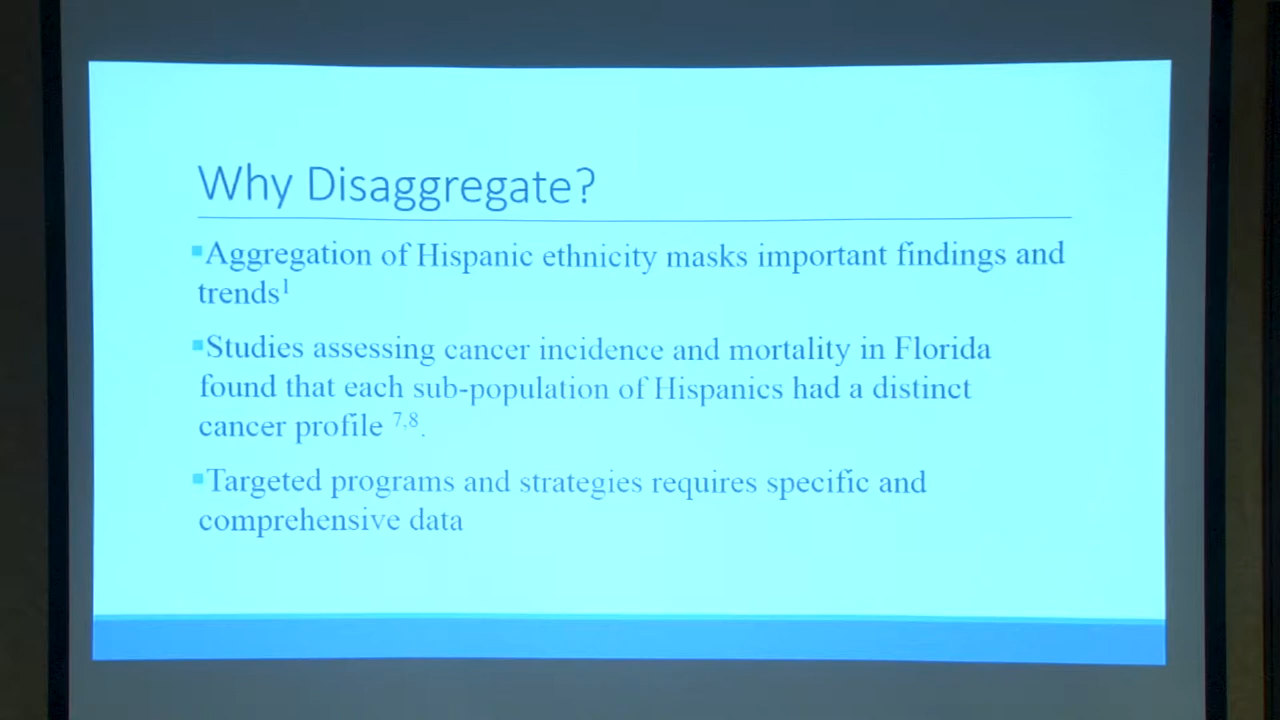 Why Disaggregate?
▪Aggregation of Hispanic ethnicity masks important findings and
trends¹
▪Studies assessing cancer incidence and mortality in Florida
found that each sub-population of Hispanics had a distinct
cancer profile ⁷,⁸.
▪Targeted programs and strategies requires specific and
comprehensive data